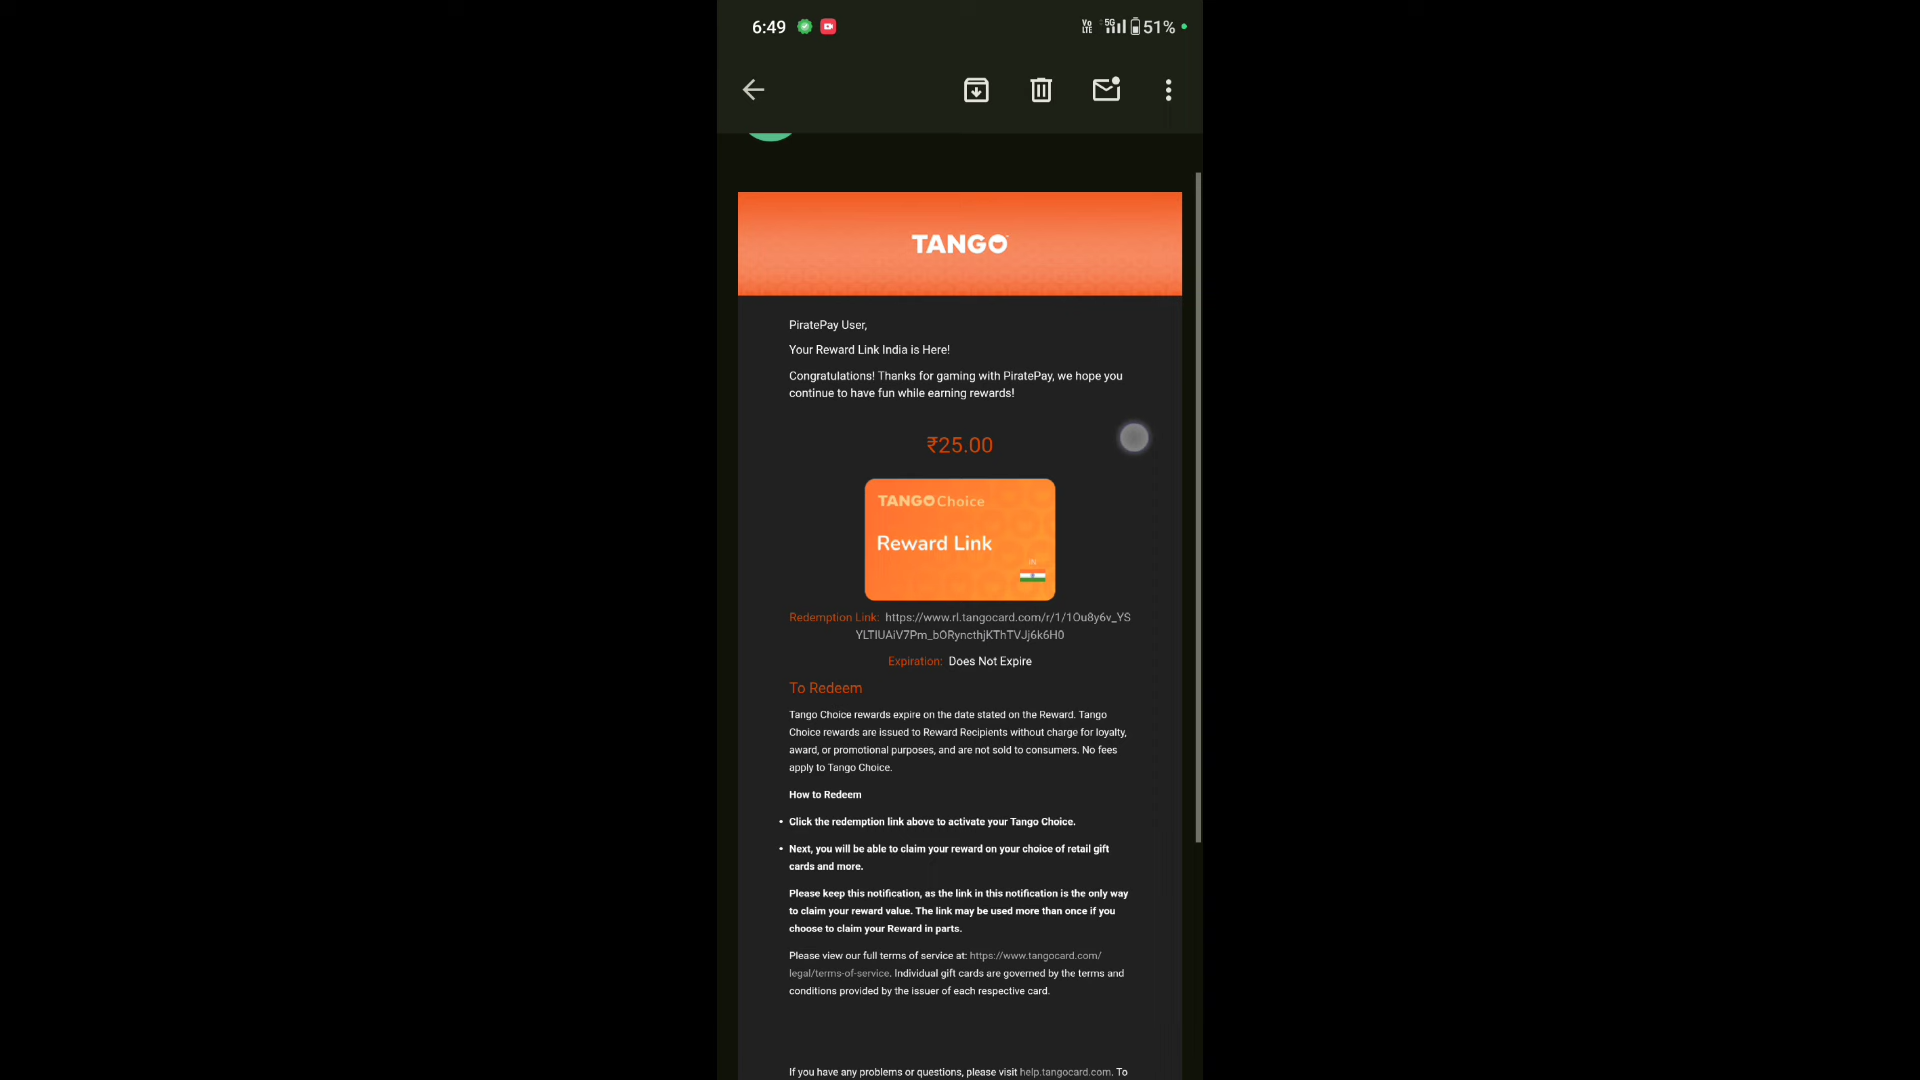 6:49
Vo LTE 5G 51%
TANGO
PiratePay User,
Your Reward Link India is Here!
Congratulations! Thanks for gaming with PiratePay, we hope you
continue to have fun while earning rewards!
₹25.00
TANGO Choice
Reward Link
IN
Redemption Link: https://www.rl.tangocard.com/r/1/1Ou8y6v_YS
YLTIUAiV7Pm_bORyncthjKThTVJj6k6H0
Expiration: Does Not Expire
To Redeem
Tango Choice rewards expire on the date stated on the Reward. Tango
Choice rewards are issued to Reward Recipients without charge for loyalty,
award, or promotional purposes, and are not sold to consumers. No fees
apply to Tango Choice.
How to Redeem
• Click the redemption link above to activate your Tango Choice.
• Next, you will be able to claim your reward on your choice of retail gift
cards and more.
Please keep this notification, as the link in this notification is the only way
to claim your reward value. The link may be used more than once if you
choose to claim your Reward in parts.
Please view our full terms of service at: https://www.tangocard.com/
legal/terms-of-service. Individual gift cards are governed by the terms and
conditions provided by the issuer of each respective card.
If you have any problems or questions, please visit help.tangocard.com. To